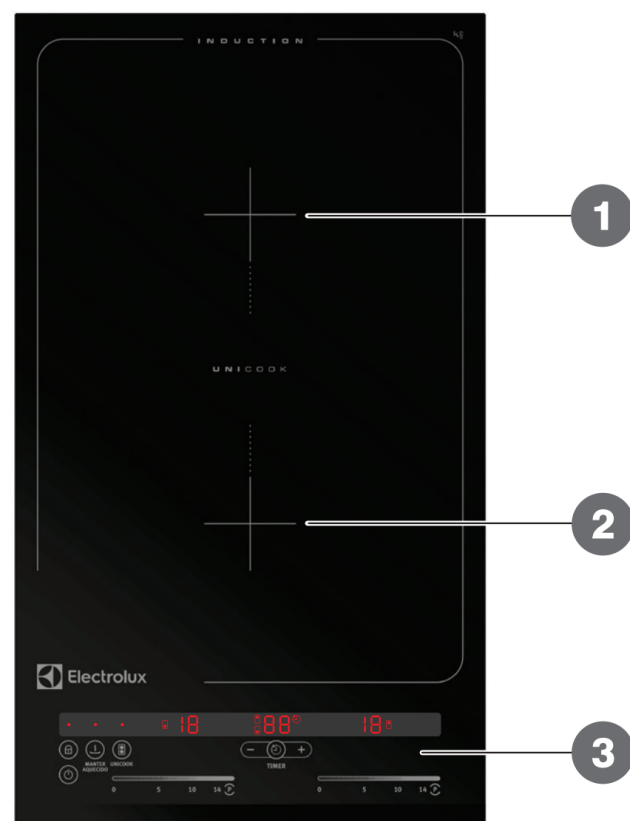 INDUCTION
1
UNICOOK
2
Electrolux
18 88 18
3
MANTER AQUECIDO UNICOOK
− +
TIMER
0 5 10 14 P 0 5 10 14 P